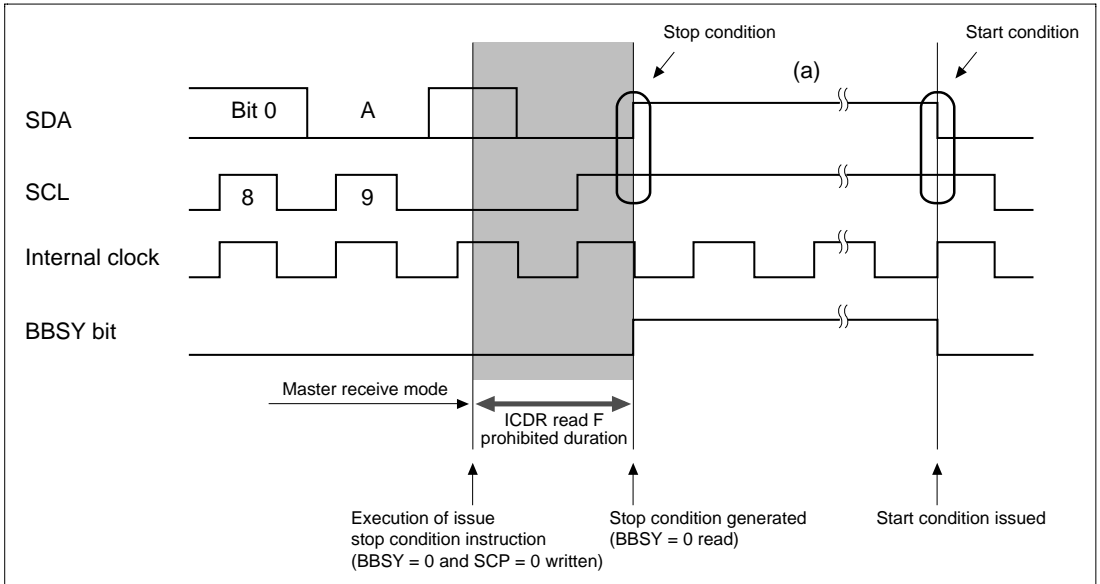 Stop condition
Start condition
(a)
SDA
Bit 0
A
SCL
8
9
Internal clock
BBSY bit
Master receive mode
ICDR read F
prohibited duration
Execution of issue
stop condition instruction
(BBSY = 0 and SCP = 0 written)
Stop condition generated
(BBSY = 0 read)
Start condition issued